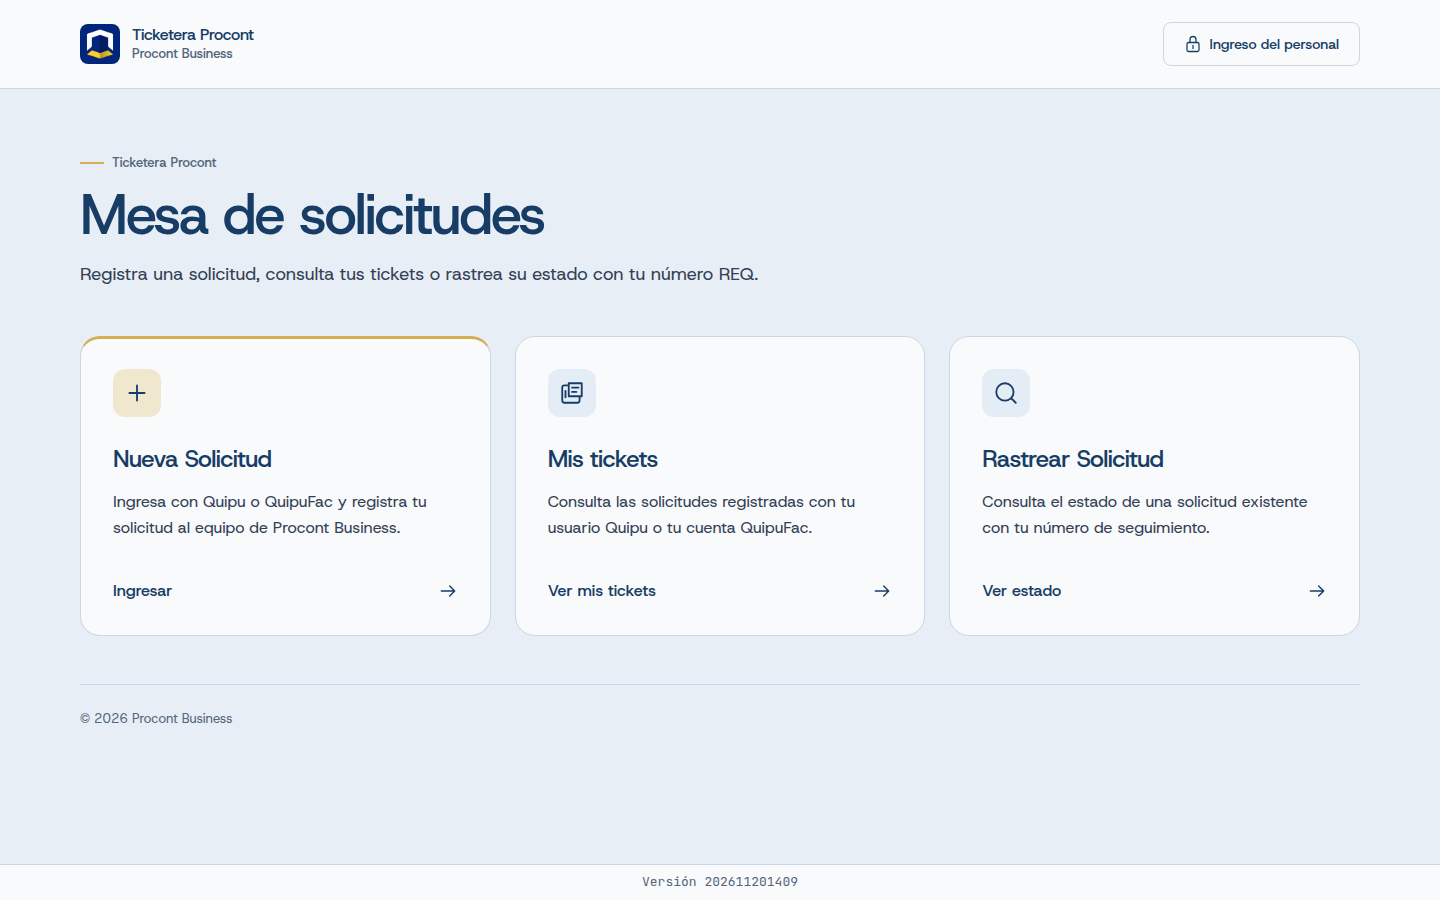 Ticketera Procont
Procont Business
Ingreso del personal
Ticketera Procont
Mesa de solicitudes
Registra una solicitud, consulta tus tickets o rastrea su estado con tu número REQ.
Nueva Solicitud
Ingresa con Quipu o QuipuFac y registra tu
solicitud al equipo de Procont Business.
Ingresar
Mis tickets
Consulta las solicitudes registradas con tu
usuario Quipu o tu cuenta QuipuFac.
Ver mis tickets
Rastrear Solicitud
Consulta el estado de una solicitud existente
con tu número de seguimiento.
Ver estado
© 2026 Procont Business
Versión 202611201409